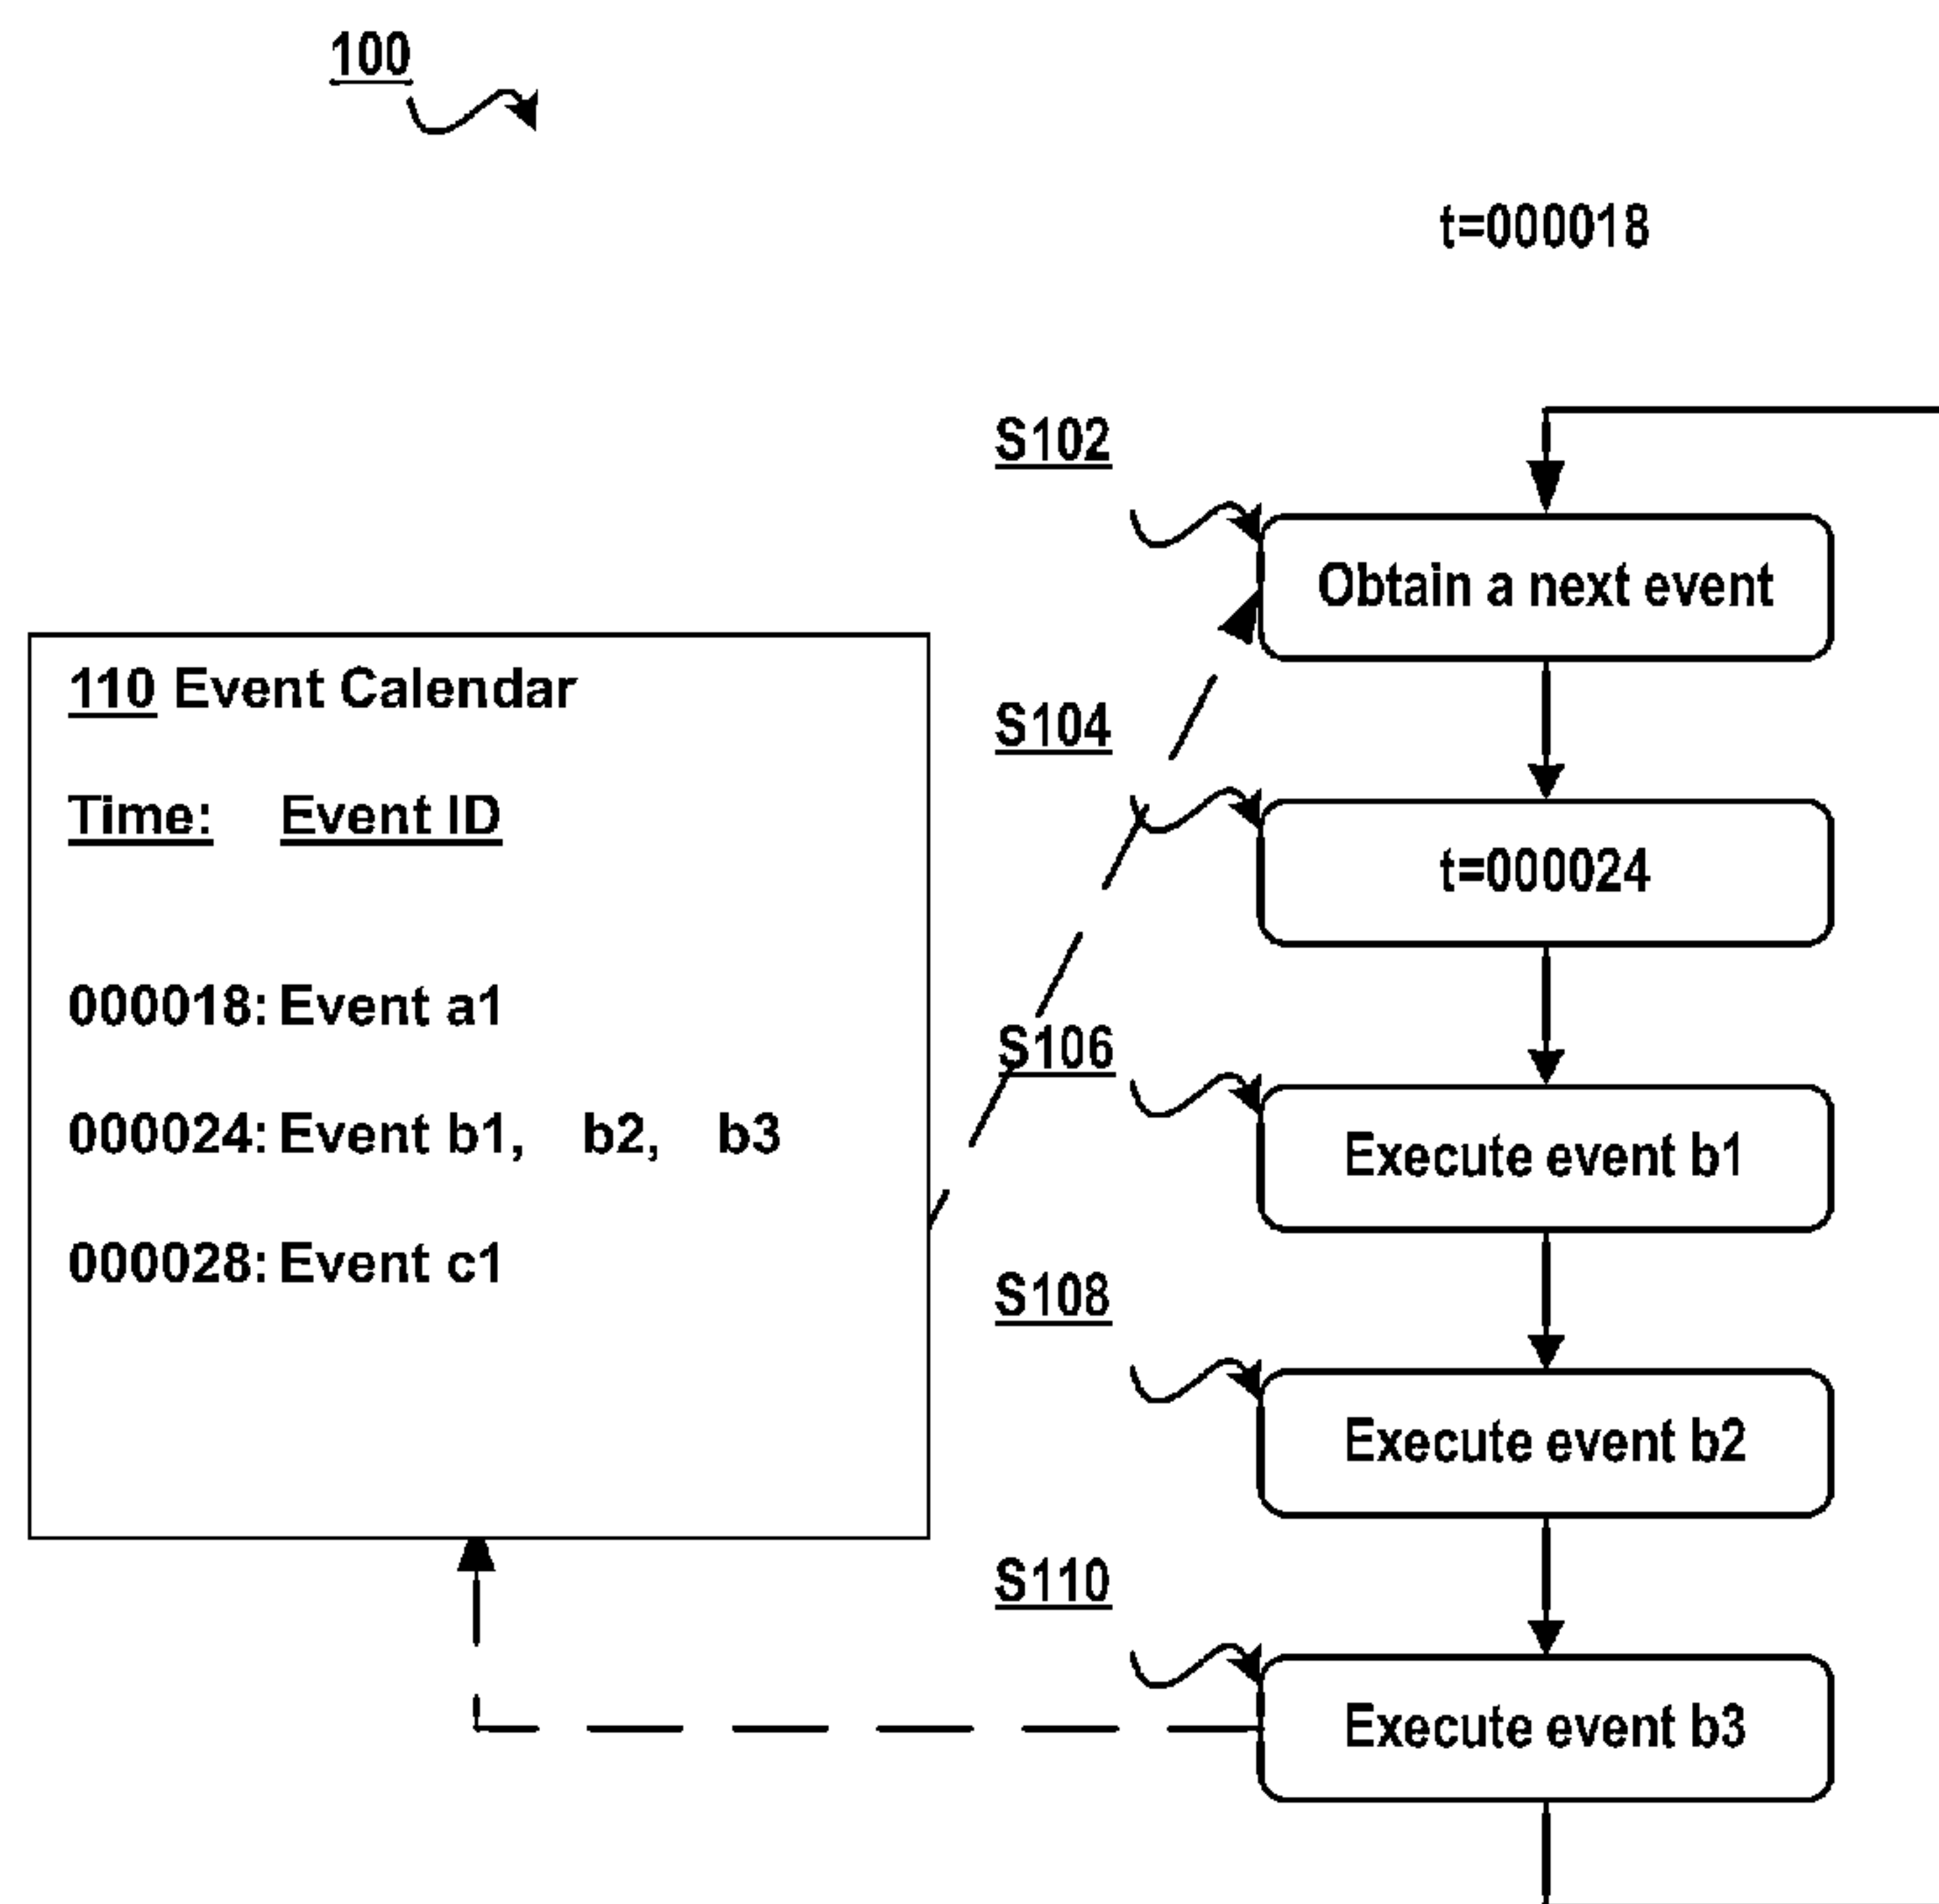 100
t=000018
S102
Obtain a next event
110 Event Calendar
Time: Event ID
000018: Event a1
000024: Event b1, b2, b3
000028: Event c1
S104
t=000024
S106
Execute event b1
S108
Execute event b2
S110
Execute event b3